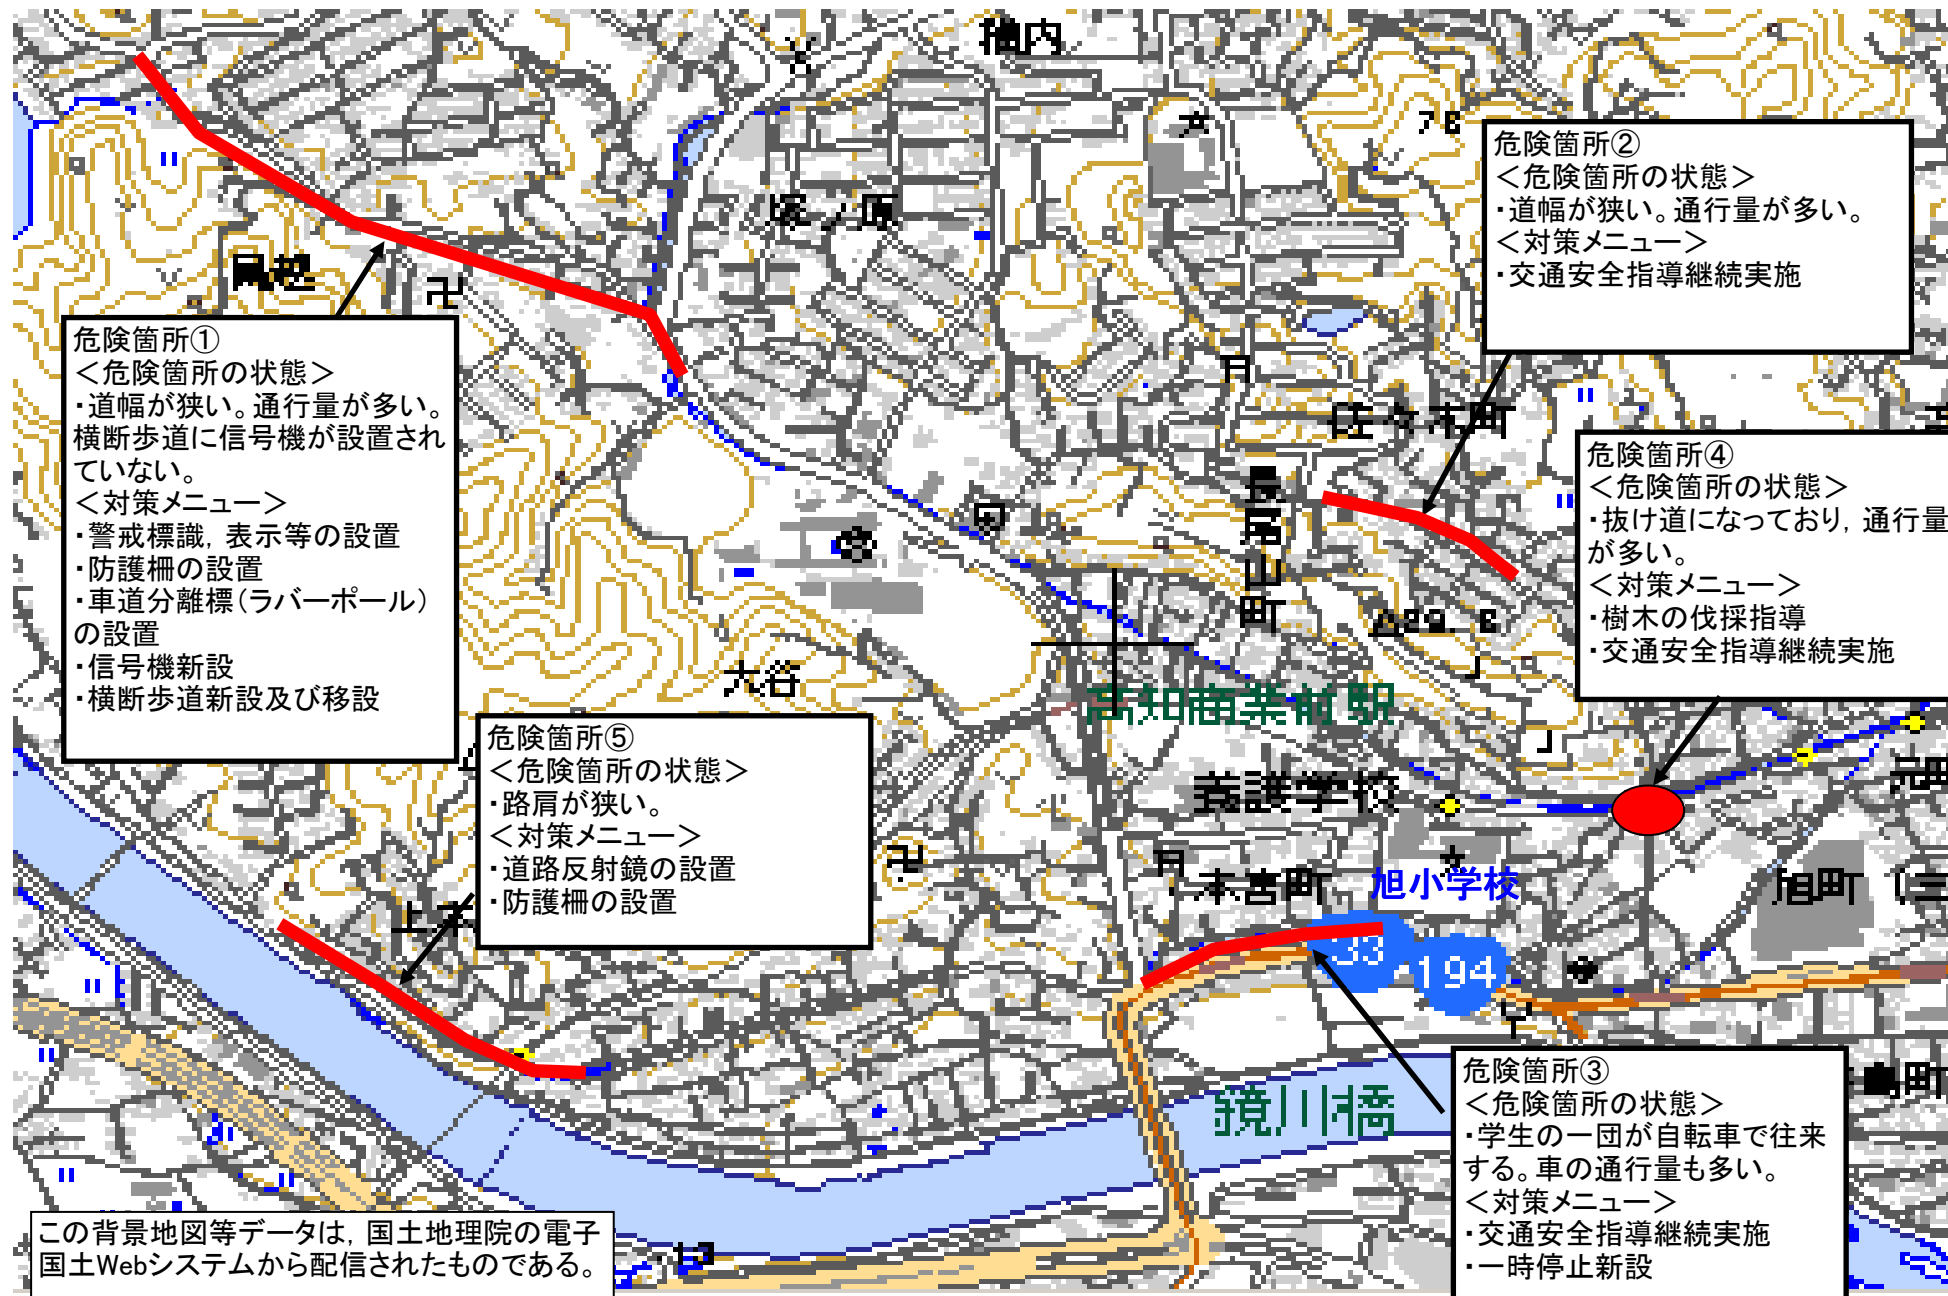 横内
78
塚ノ原
危険箇所②
<危険箇所の状態>
・道幅が狭い。通行量が多い。
<対策メニュー>
・交通安全指導継続実施
危険箇所①
<危険箇所の状態>
・道幅が狭い。通行量が多い。
横断歩道に信号機が設置され
ていない。
<対策メニュー>
・警戒標識, 表示等の設置
・防護柵の設置
・車道分離標(ラバーポール)
の設置
・信号機新設
・横断歩道新設及び移設
佐々木町
危険箇所④
<危険箇所の状態>
・抜け道になっており, 通行量
が多い。
<対策メニュー>
・樹木の伐採指導
・交通安全指導継続実施
大谷
高知商業前駅
危険箇所⑤
<危険箇所の状態>
・路肩が狭い。
<対策メニュー>
・道路反射鏡の設置
・防護柵の設置
養護学校
本宮町
旭小学校
旭町(三
上本
33
194
鏡川橋
危険箇所③
<危険箇所の状態>
・学生の一団が自転車で往来
する。車の通行量も多い。
<対策メニュー>
・交通安全指導継続実施
・一時停止新設
この背景地図等データは, 国土地理院の電子
国土Webシステムから配信されたものである。